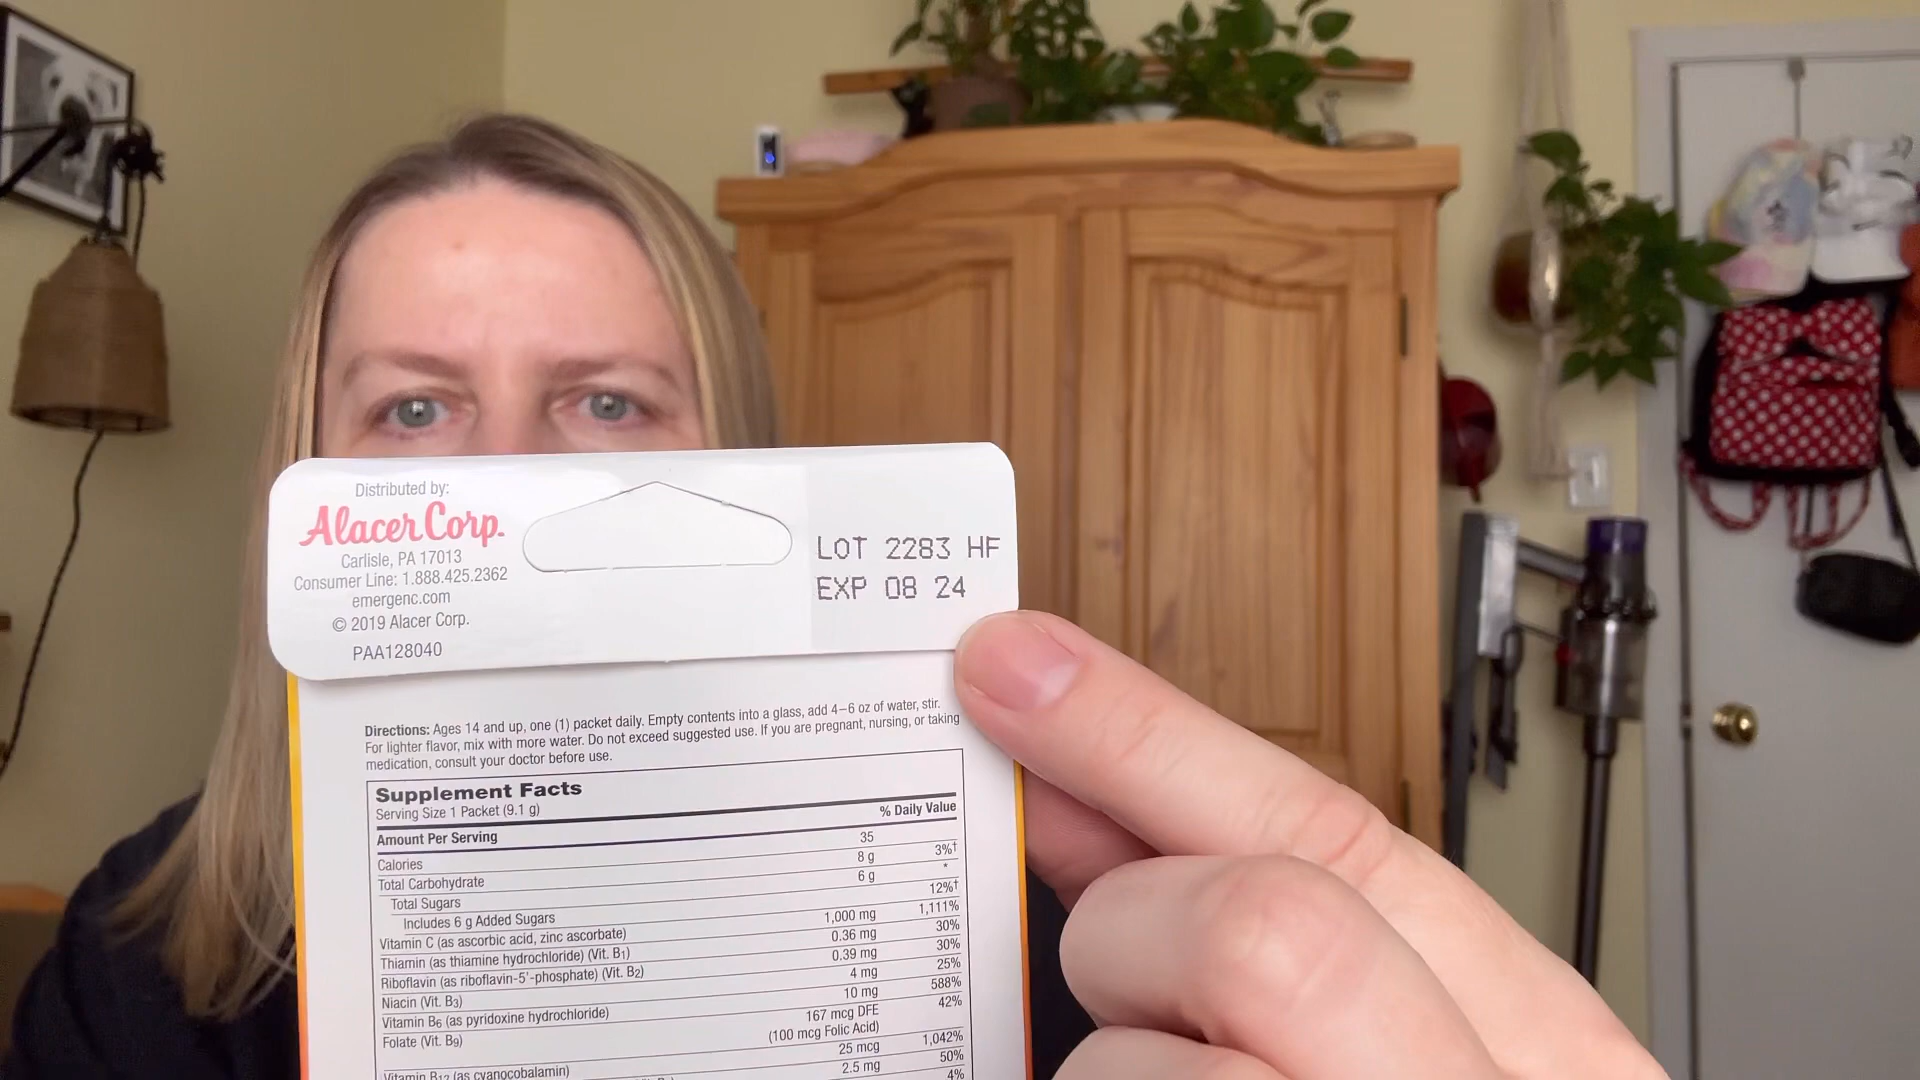 Distributed by:
Alacer Corp.
Carlisle, PA 17013
Consumer Line: 1.888.425.2362
emergenc.com
© 2019 Alacer Corp.
PAA128040
LOT 2283 HF
EXP 08 24
Directions: Ages 14 and up, one (1) packet daily. Empty contents into a glass, add 4–6 oz of water, stir.
For lighter flavor, mix with more water. Do not exceed suggested use. If you are pregnant, nursing, or taking
medication, consult your doctor before use.
Supplement Facts
Serving Size 1 Packet (9.1 g)
Amount Per Serving % Daily Value
Calories 35
Total Carbohydrate 8 g 3%†
Total Sugars 6 g *
Includes 6 g Added Sugars 12%†
Vitamin C (as ascorbic acid, zinc ascorbate) 1,000 mg 1,111%
Thiamin (as thiamine hydrochloride) (Vit. B1) 0.36 mg 30%
Riboflavin (as riboflavin-5'-phosphate) (Vit. B2) 0.39 mg 30%
Niacin (Vit. B3) 4 mg 25%
Vitamin B6 (as pyridoxine hydrochloride) 10 mg 588%
Folate (Vit. B9) 167 mcg DFE 42%
(100 mcg Folic Acid)
Vitamin B12 (as cyanocobalamin) 25 mcg 1,042%
2.5 mg 50%
4%